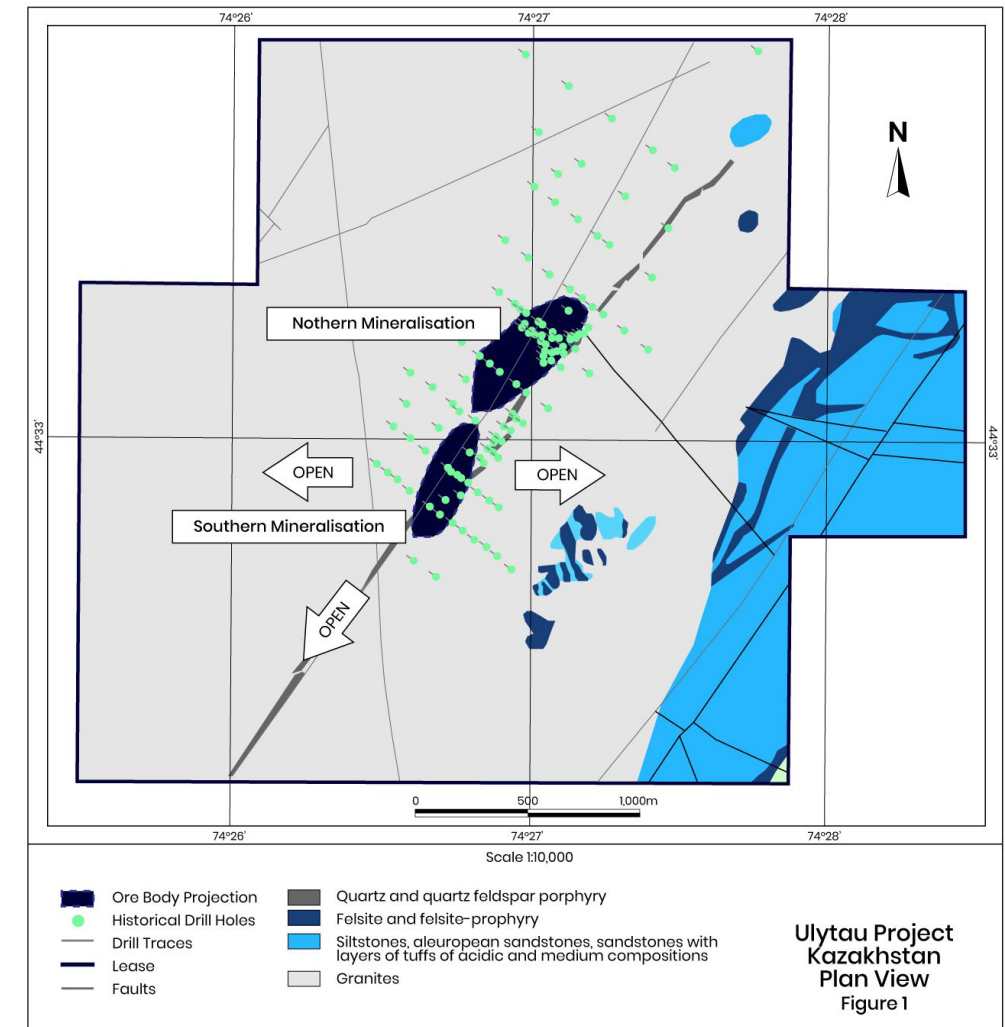 74°26'
74°27'
74°28'
N
Nothern Mineralisation
44°33'
44°33'
OPEN
OPEN
Southern Mineralisation
OPEN
0
500
1,000m
74°26'
74°27'
74°28'
Scale 1:10,000
Ore Body Projection
Historical Drill Holes
Drill Traces
Lease
Faults
Quartz and quartz feldspar porphyry
Felsite and felsite-prophyry
Siltstones, aleuropean sandstones, sandstones with
layers of tuffs of acidic and medium compositions
Granites
Ulytau Project
Kazakhstan
Plan View
Figure 1